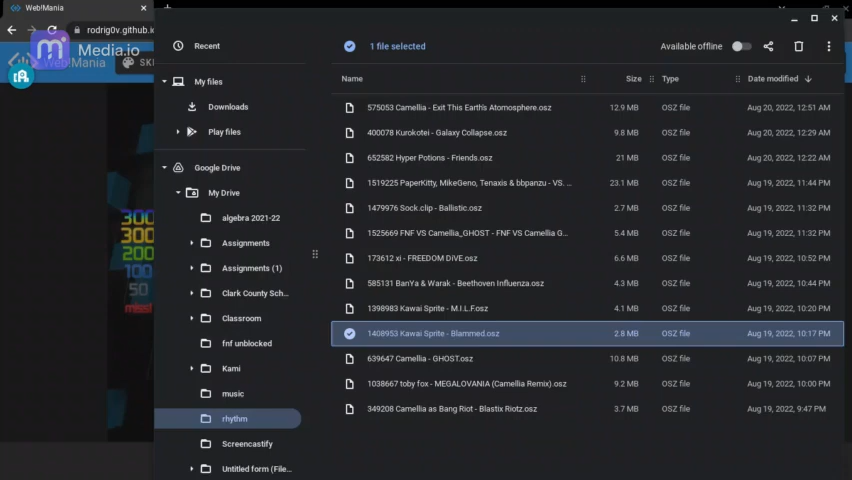 Web!Mania
rodrig0v.github.io
Media.io
Web!Mania
SKI
300
300
200
100
50
miss
Recent
My files
Downloads
Play files
Google Drive
My Drive
algebra 2021-22
Assignments
Assignments (1)
Clark County Sch...
Classroom
fnf unblocked
Kami
music
rhythm
Screencastify
Untitled form (File...
1 file selected
Available offline
Name Size Type Date modified
575053 Camellia - Exit This Earth's Atomosphere.osz 12.9 MB OSZ file Aug 20, 2022, 12:51 AM
400078 Kurokotei - Galaxy Collapse.osz 9.8 MB OSZ file Aug 20, 2022, 12:29 AM
652582 Hyper Potions - Friends.osz 21 MB OSZ file Aug 20, 2022, 12:22 AM
1519225 PaperKitty, MikeGeno, Tenaxis & bbpanzu - VS. ... 23.1 MB OSZ file Aug 19, 2022, 11:44 PM
1479976 Sock.clip - Ballistic.osz 2.7 MB OSZ file Aug 19, 2022, 11:32 PM
1525669 FNF VS Camellia_GHOST - FNF VS Camellia G... 5.4 MB OSZ file Aug 19, 2022, 11:32 PM
173612 xi - FREEDOM DiVE.osz 6.6 MB OSZ file Aug 19, 2022, 10:52 PM
585131 BanYa & Warak - Beethoven Influenza.osz 4.3 MB OSZ file Aug 19, 2022, 10:44 PM
1398983 Kawai Sprite - M.I.L.F.osz 4.1 MB OSZ file Aug 19, 2022, 10:20 PM
1408953 Kawai Sprite - Blammed.osz 2.8 MB OSZ file Aug 19, 2022, 10:17 PM
639647 Camellia - GHOST.osz 10.8 MB OSZ file Aug 19, 2022, 10:07 PM
1038667 toby fox - MEGALOVANIA (Camellia Remix).osz 9.2 MB OSZ file Aug 19, 2022, 10:00 PM
349208 Camellia as Bang Riot - Blastix Riotz.osz 3.7 MB OSZ file Aug 19, 2022, 9:47 PM